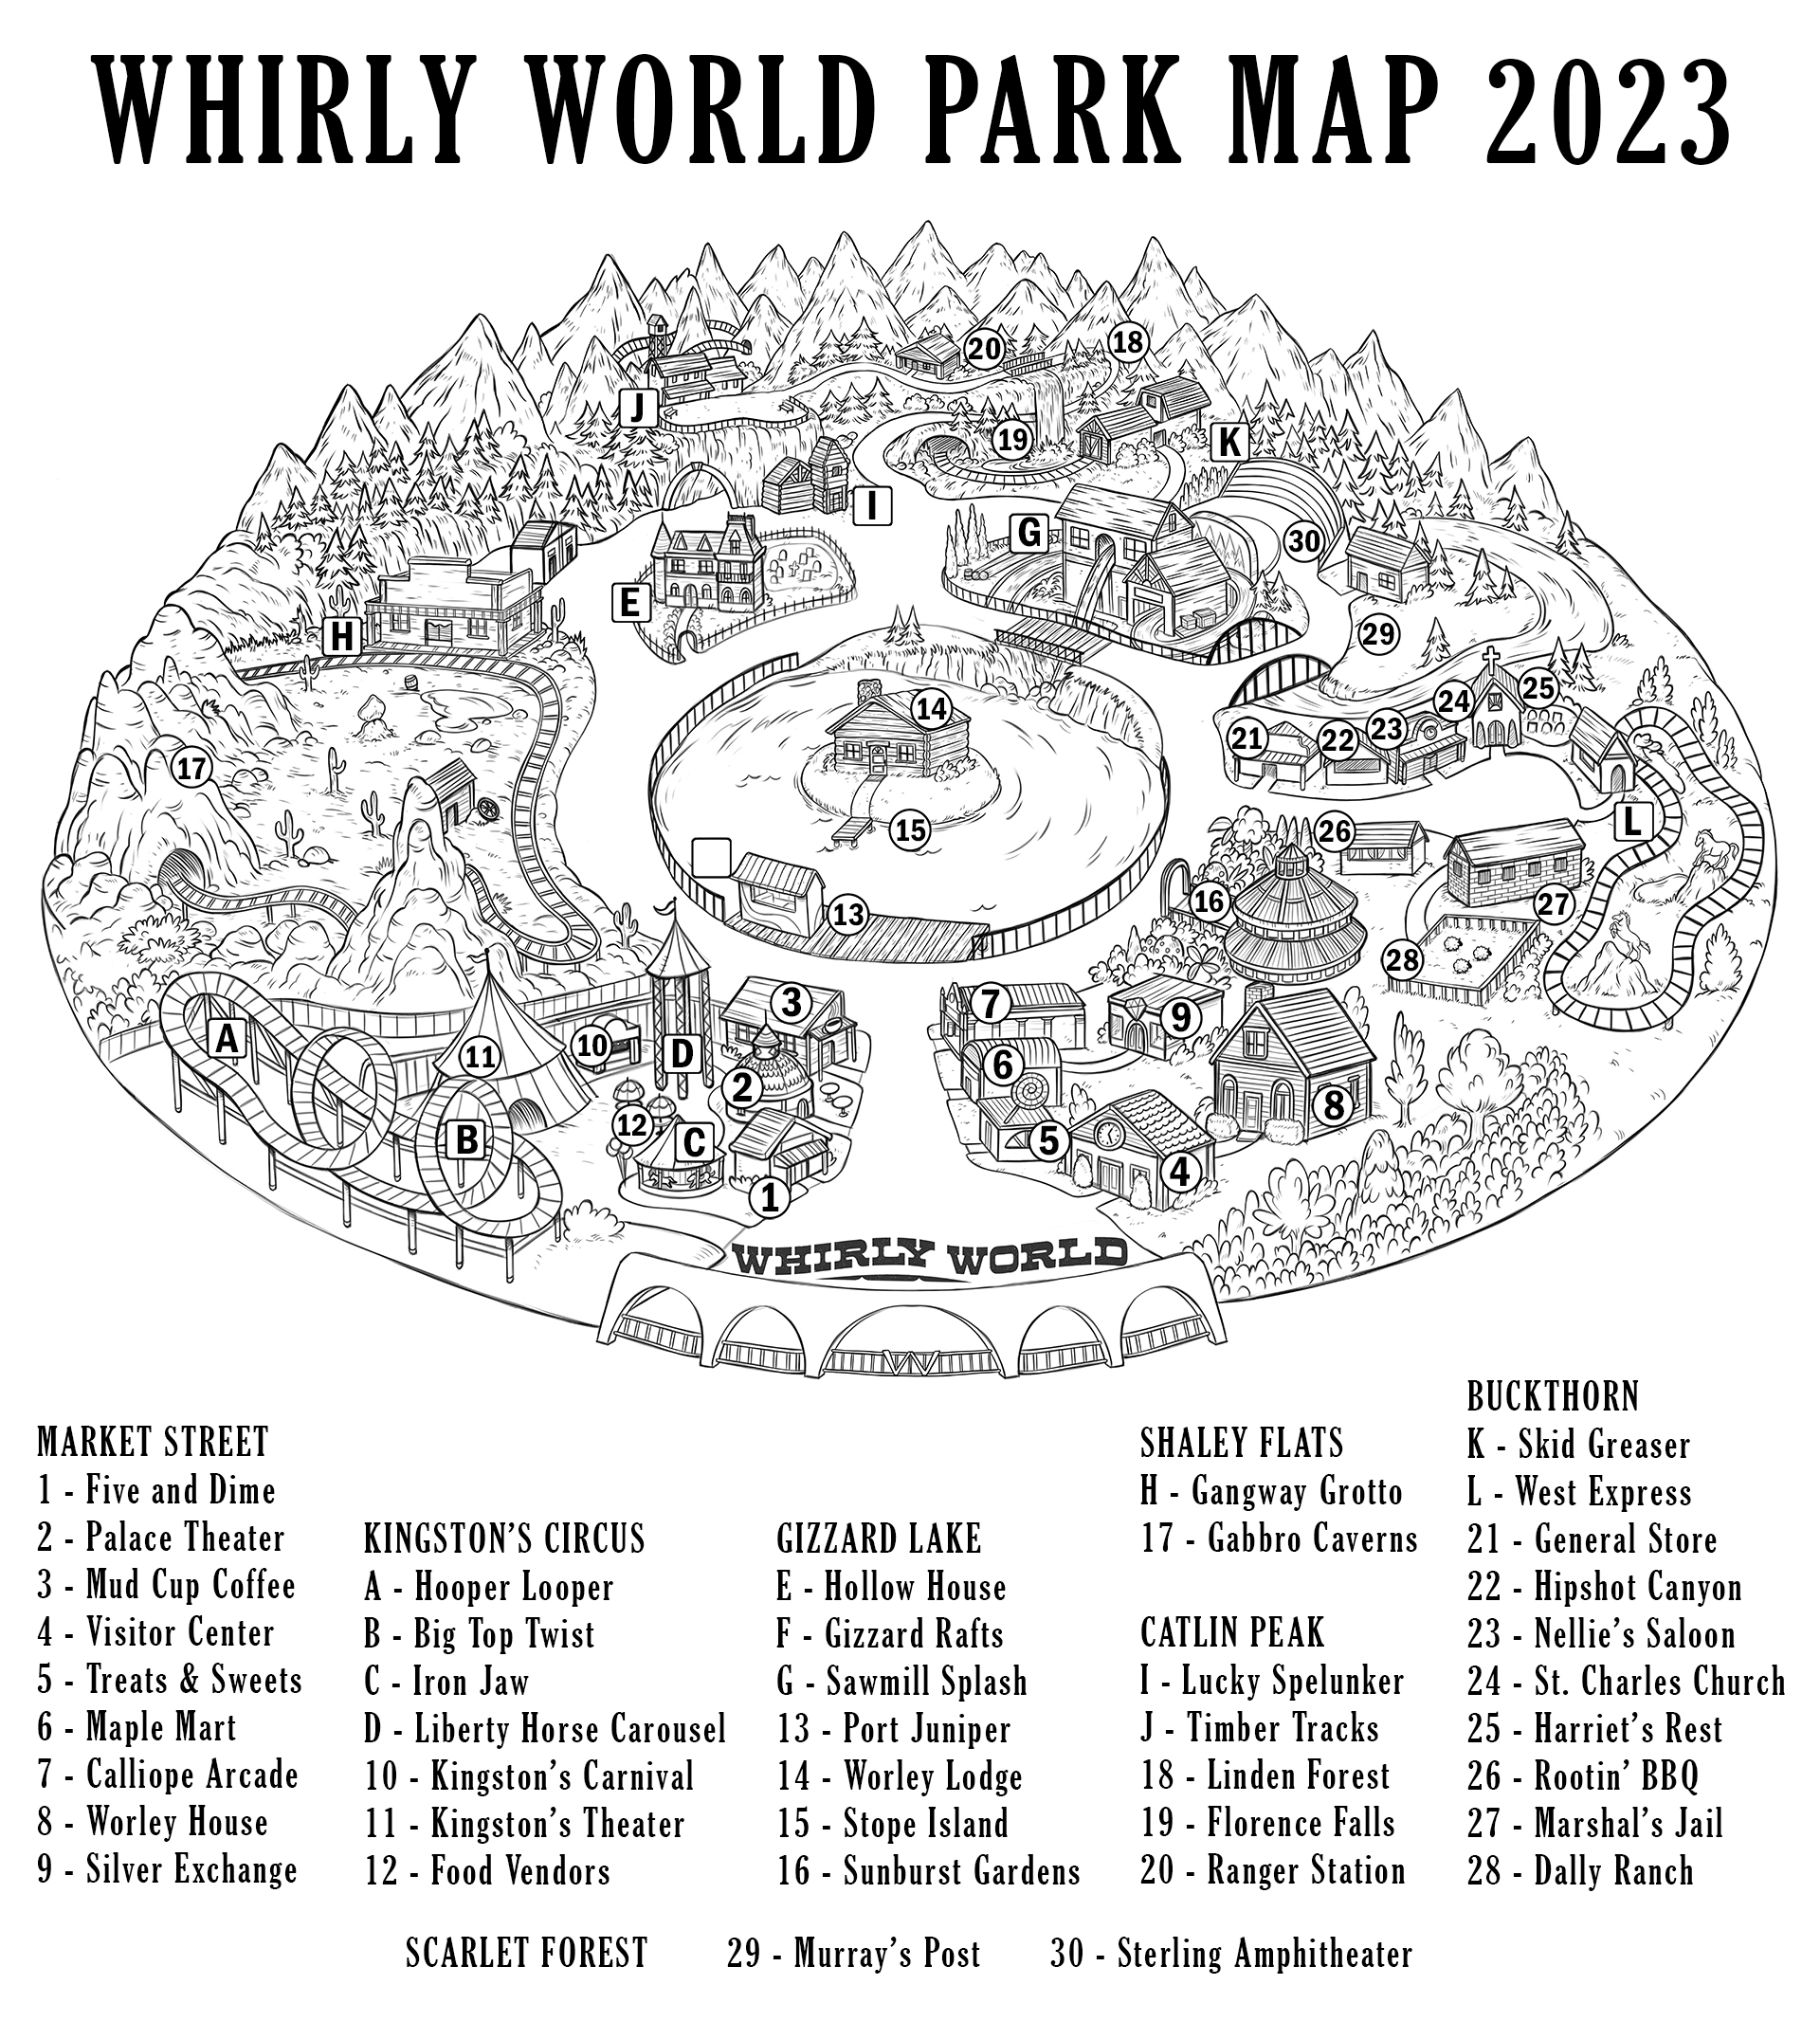 WHIRLY WORLD PARK MAP 2023
20
18
J
19
K
I
G
30
E
H
29
14
25
24
23
22
21
17
15
26
L
13
16
27
28
3
7
9
A
10
11
D
6
2
12
B
C
5
8
1
4
WHIRLY WORLD
MARKET STREET
1 - Five and Dime
2 - Palace Theater
3 - Mud Cup Coffee
4 - Visitor Center
5 - Treats & Sweets
6 - Maple Mart
7 - Calliope Arcade
8 - Worley House
9 - Silver Exchange
KINGSTON’S CIRCUS
A - Hooper Looper
B - Big Top Twist
C - Iron Jaw
D - Liberty Horse Carousel
10 - Kingston’s Carnival
11 - Kingston’s Theater
12 - Food Vendors
GIZZARD LAKE
E - Hollow House
F - Gizzard Rafts
G - Sawmill Splash
13 - Port Juniper
14 - Worley Lodge
15 - Stope Island
16 - Sunburst Gardens
SHALEY FLATS
H - Gangway Grotto
17 - Gabbro Caverns
CATLIN PEAK
I - Lucky Spelunker
J - Timber Tracks
18 - Linden Forest
19 - Florence Falls
20 - Ranger Station
BUCKTHORN
K - Skid Greaser
L - West Express
21 - General Store
22 - Hipshot Canyon
23 - Nellie’s Saloon
24 - St. Charles Church
25 - Harriet’s Rest
26 - Rootin’ BBQ
27 - Marshal’s Jail
28 - Dally Ranch
SCARLET FOREST 29 - Murray’s Post 30 - Sterling Amphitheater